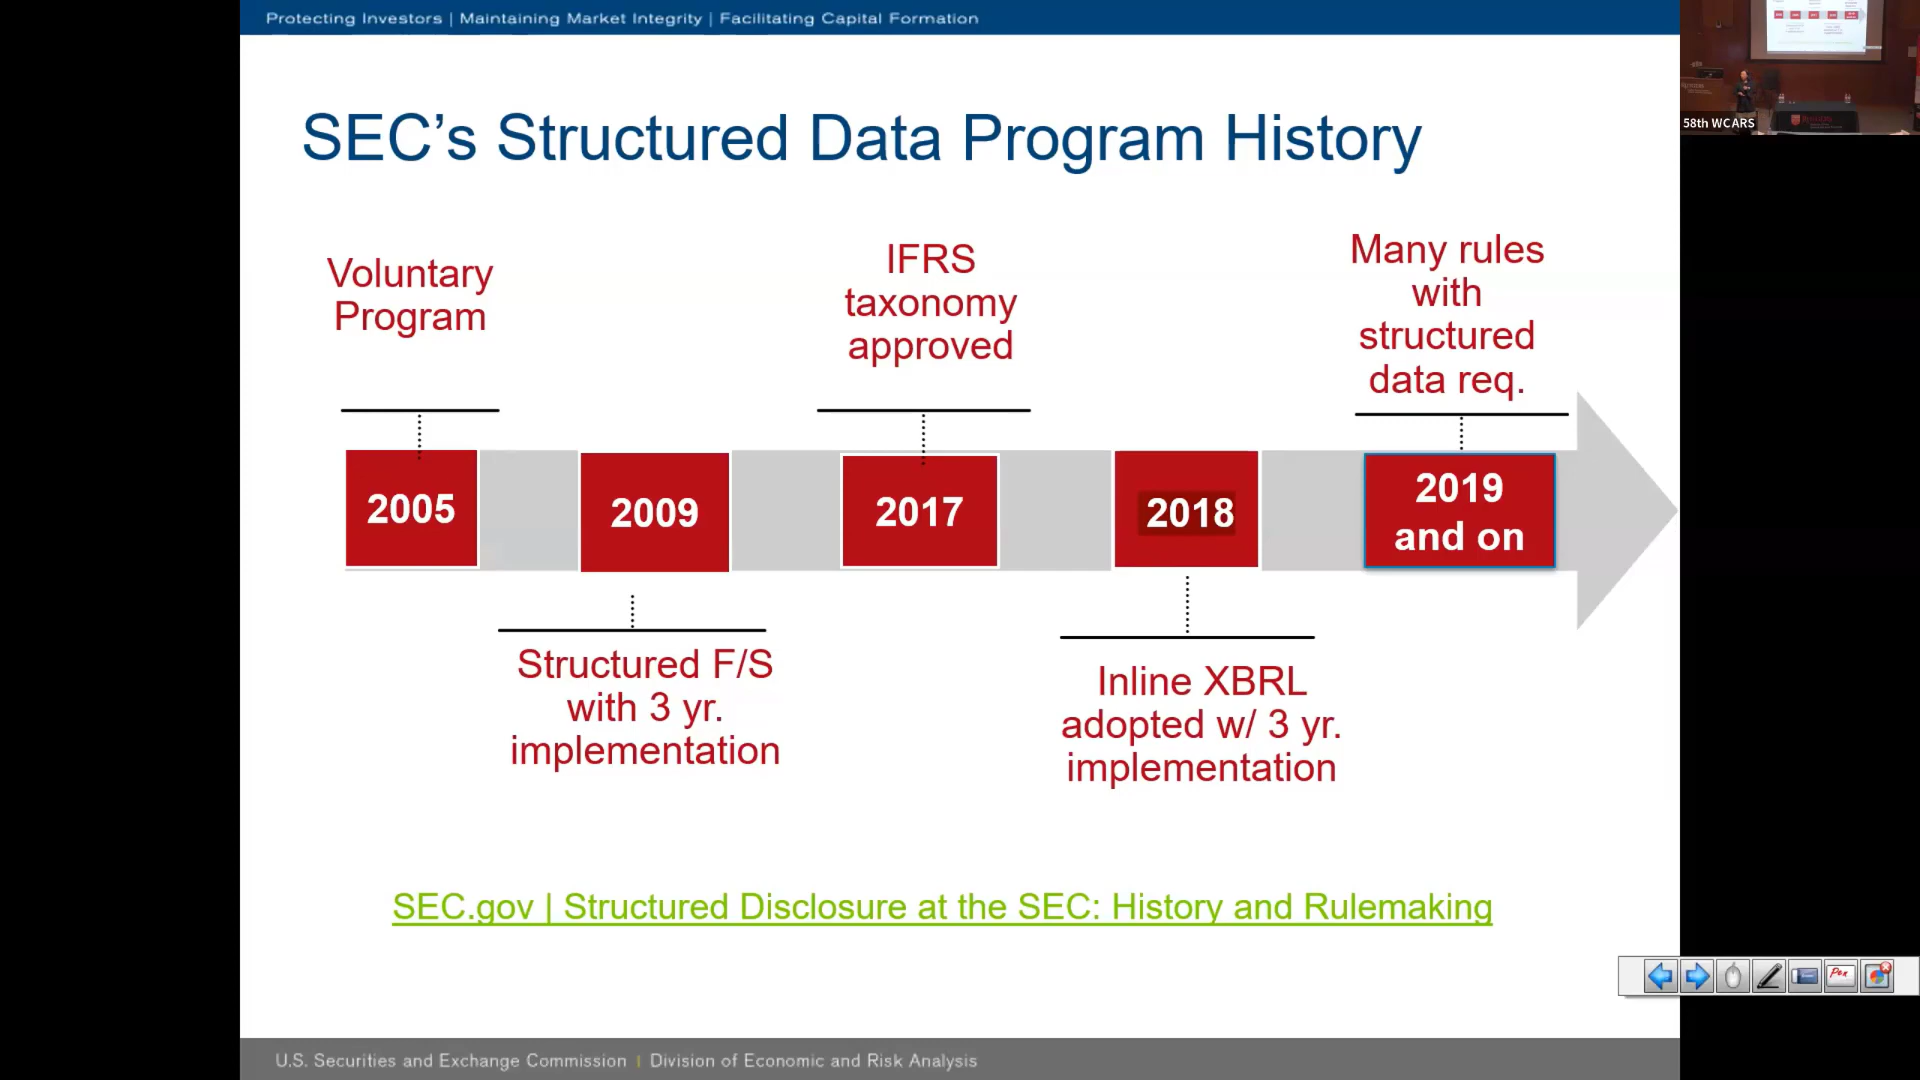 Protecting Investors | Maintaining Market Integrity | Facilitating Capital Formation
58th WCARS
SEC's Structured Data Program History
Voluntary
Program
IFRS
taxonomy
approved
Many rules
with
structured
data req.
2005
2009
2017
2018
2019
and on
Structured F/S
with 3 yr.
implementation
Inline XBRL
adopted w/ 3 yr.
implementation
SEC.gov | Structured Disclosure at the SEC: History and Rulemaking
Pen
U.S. Securities and Exchange Commission | Division of Economic and Risk Analysis